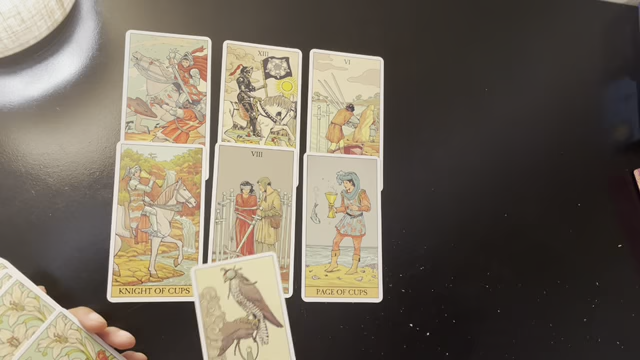 XIII
VI
KNIGHT OF CUPS
VIII
PAGE OF CUPS